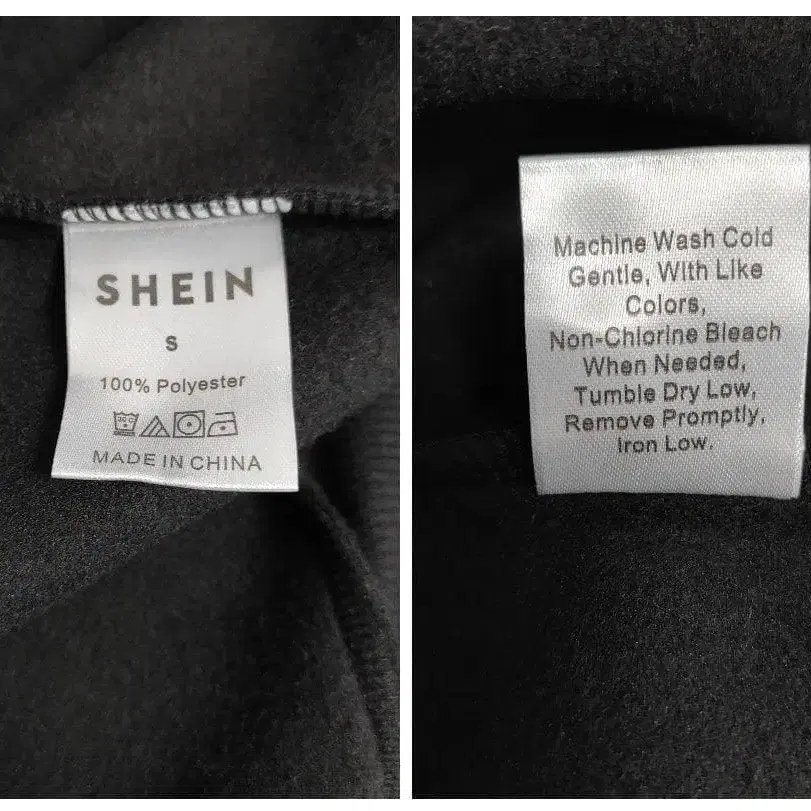 SHEIN
S
100% Polyester
30°C
MADE IN CHINA
Machine Wash Cold
Gentle, With Like
Colors,
Non-Chlorine Bleach
When Needed,
Tumble Dry Low,
Remove Promptly,
Iron Low.